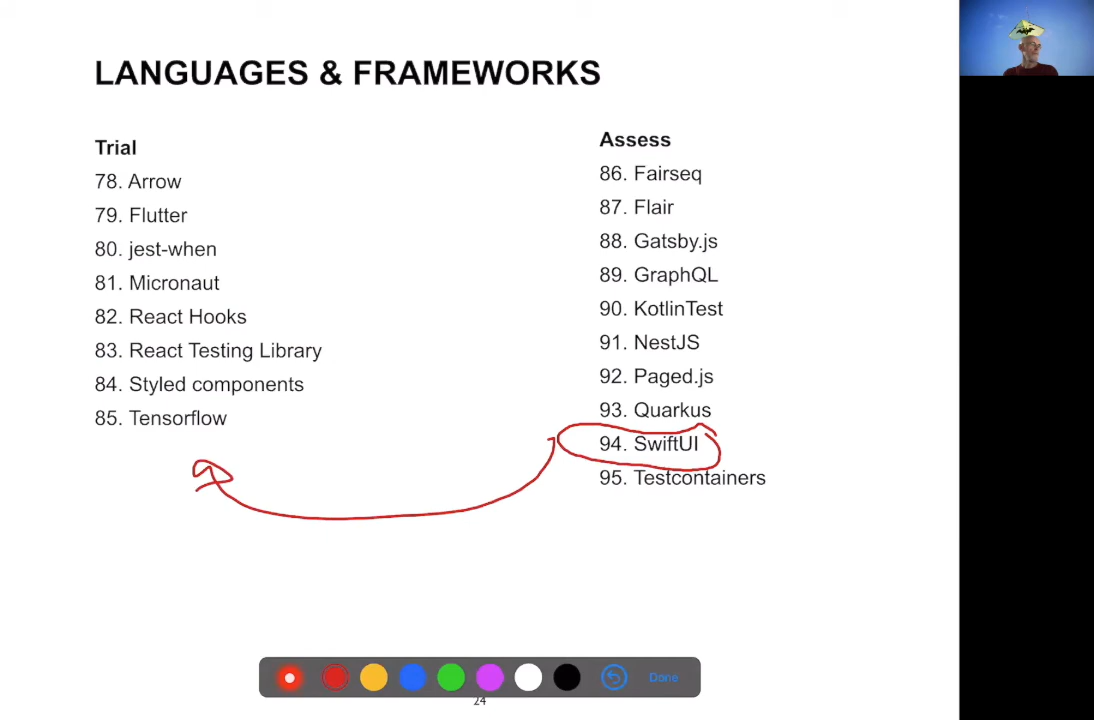 LANGUAGES & FRAMEWORKS
Trial
78. Arrow
79. Flutter
80. jest-when
81. Micronaut
82. React Hooks
83. React Testing Library
84. Styled components
85. Tensorflow
Assess
86. Fairseq
87. Flair
88. Gatsby.js
89. GraphQL
90. KotlinTest
91. NestJS
92. Paged.js
93. Quarkus
94. SwiftUI
95. Testcontainers
Done
24